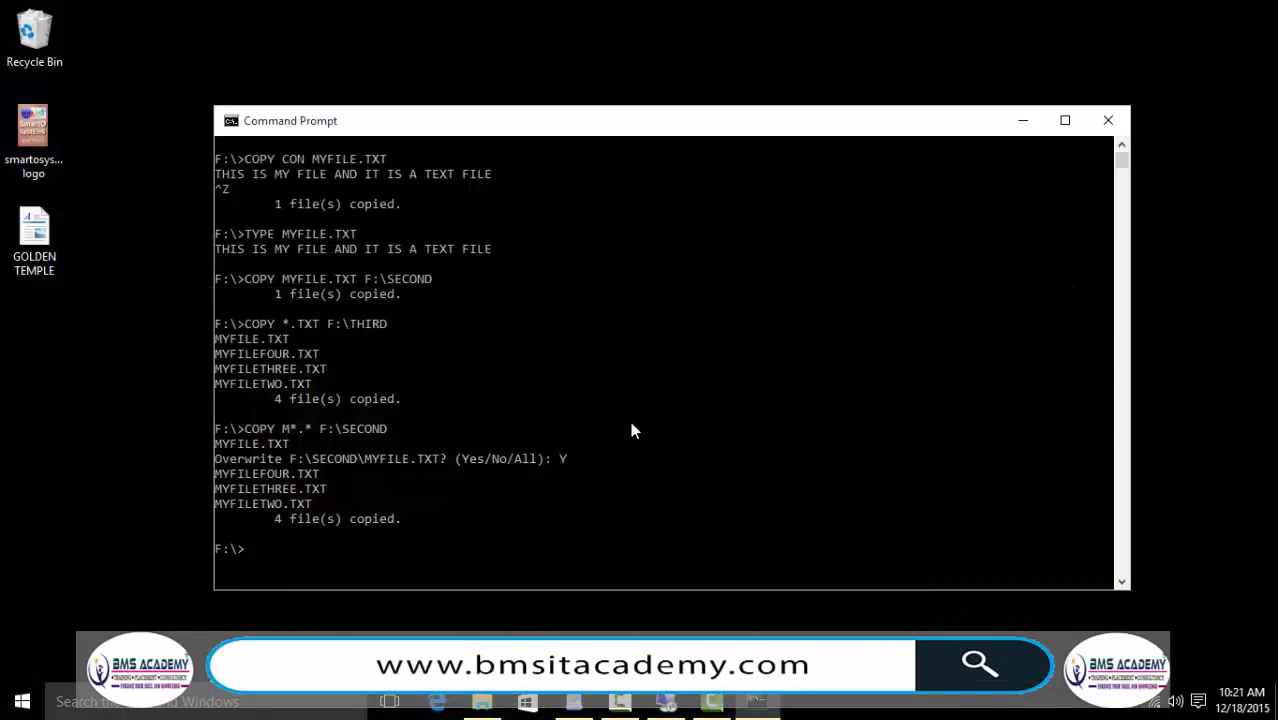 Recycle Bin
smartosys...
logo
GOLDEN
TEMPLE
Command Prompt
F:\>COPY CON MYFILE.TXT
THIS IS MY FILE AND IT IS A TEXT FILE
^Z
1 file(s) copied.
F:\>TYPE MYFILE.TXT
THIS IS MY FILE AND IT IS A TEXT FILE
F:\>COPY MYFILE.TXT F:\SECOND
1 file(s) copied.
F:\>COPY *.TXT F:\THIRD
MYFILE.TXT
MYFILEFOUR.TXT
MYFILETHREE.TXT
MYFILETWO.TXT
4 file(s) copied.
F:\>COPY M*.* F:\SECOND
MYFILE.TXT
Overwrite F:\SECOND\MYFILE.TXT? (Yes/No/All): Y
MYFILEFOUR.TXT
MYFILETHREE.TXT
MYFILETWO.TXT
4 file(s) copied.
F:\>
BMS ACADEMY
www.bmsitacademy.com
BMS ACADEMY
Search Windows
10:21 AM
12/18/2015